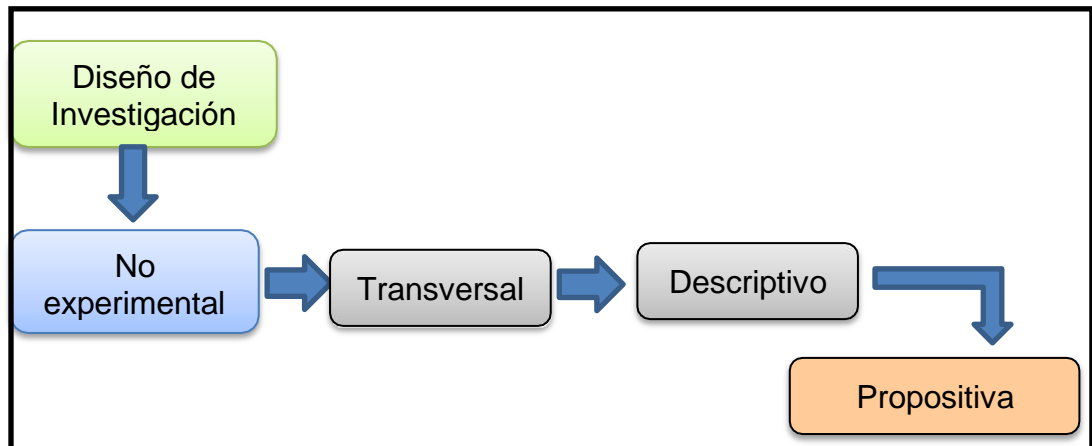 Diseño de
Investigación
No
experimental
Transversal
Descriptivo
Propositiva